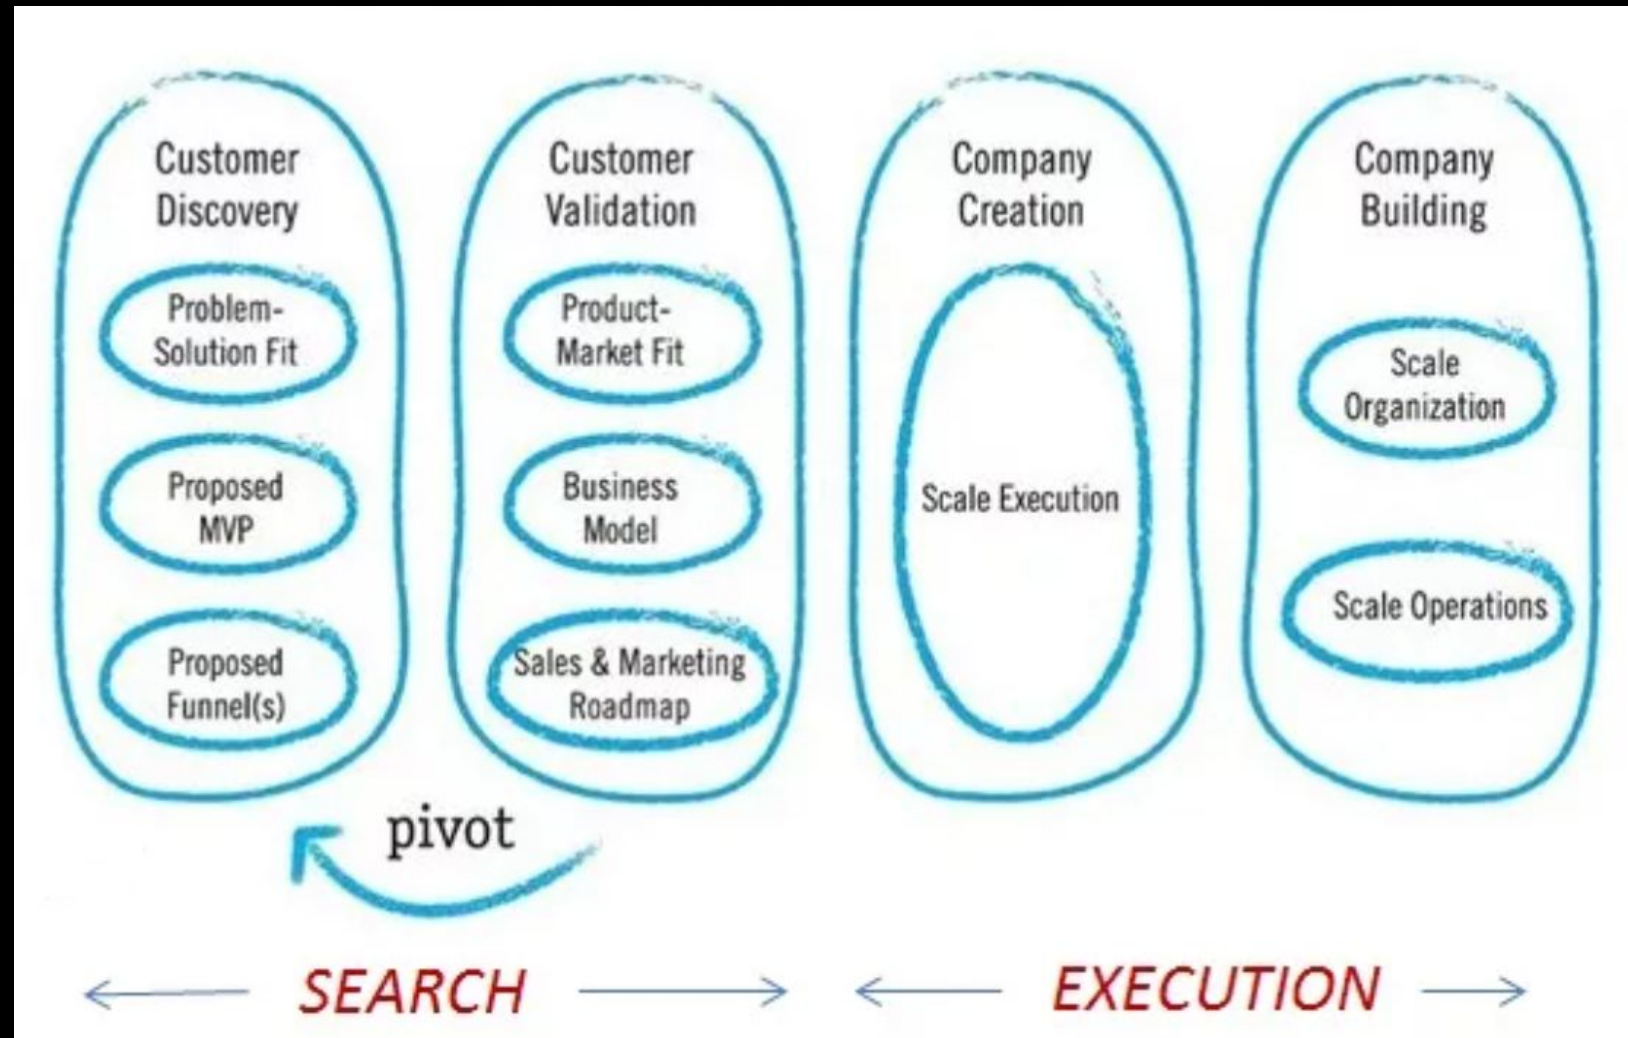 Customer
Discovery
Problem-
Solution Fit
Proposed
MVP
Proposed
Funnel(s)
Customer
Validation
Product-
Market Fit
Business
Model
Sales & Marketing
Roadmap
Company
Creation
Scale Execution
Company
Building
Scale
Organization
Scale Operations
pivot
SEARCH
EXECUTION